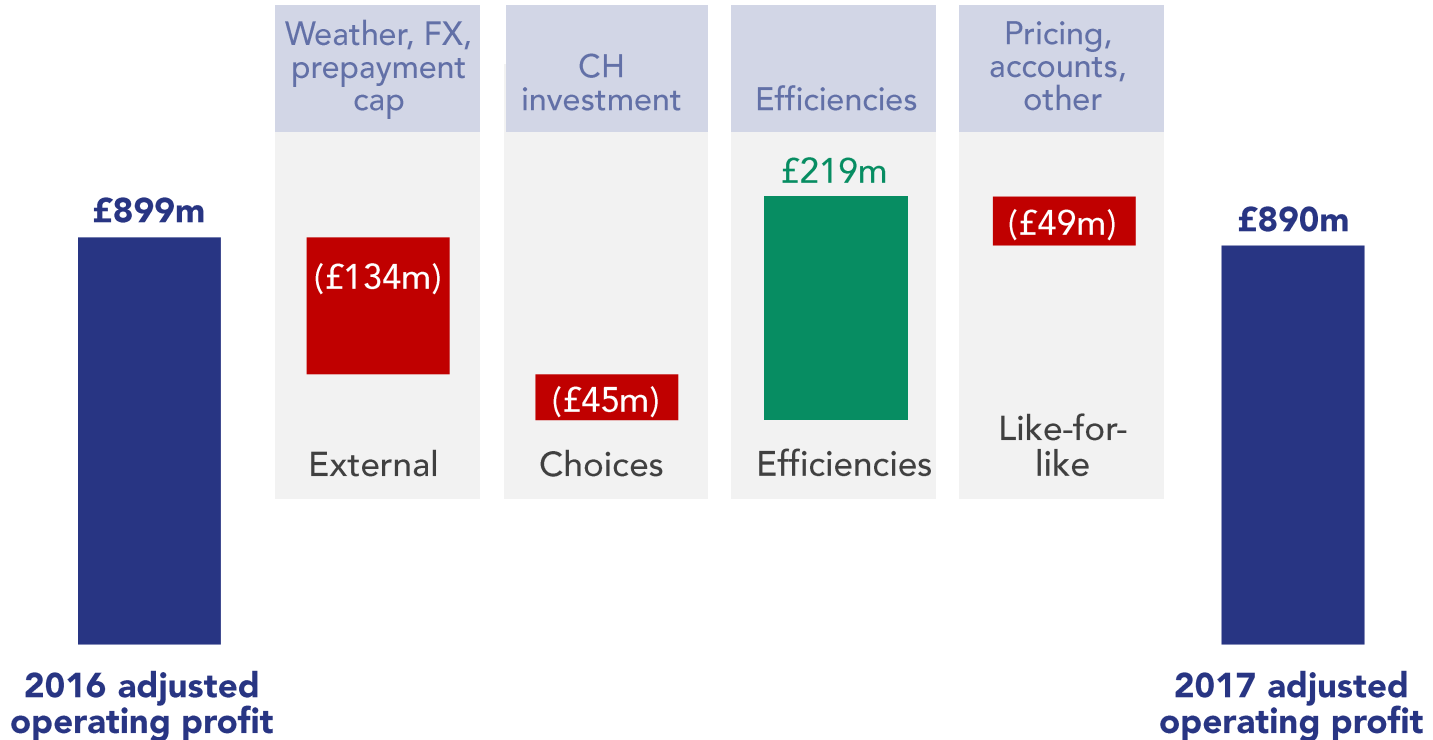 Weather, FX,
prepayment
cap
CH
investment
Efficiencies
Pricing,
accounts,
other
£899m
(£134m)
(£45m)
£219m
(£49m)
£890m
External
Choices
Efficiencies
Like-for-
like
2016 adjusted
operating profit
2017 adjusted
operating profit